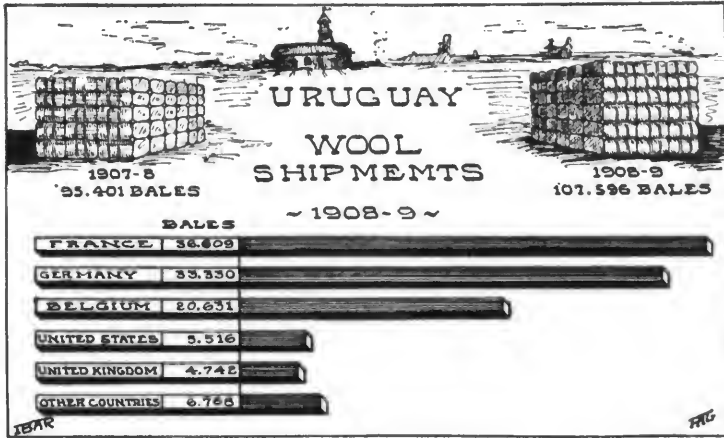 URUGUAY
WOOL
SHIPMEMTS
1907-8
95.401 BALES
1908-9
107.596 BALES
~ 1908-9 ~
BALES
FRANCE 36.609
GERMANY 33.330
BELGIUM 20.631
UNITED STATES 5.516
UNITED KINGDOM 4.742
OTHER COUNTRIES 6.768
IBAR